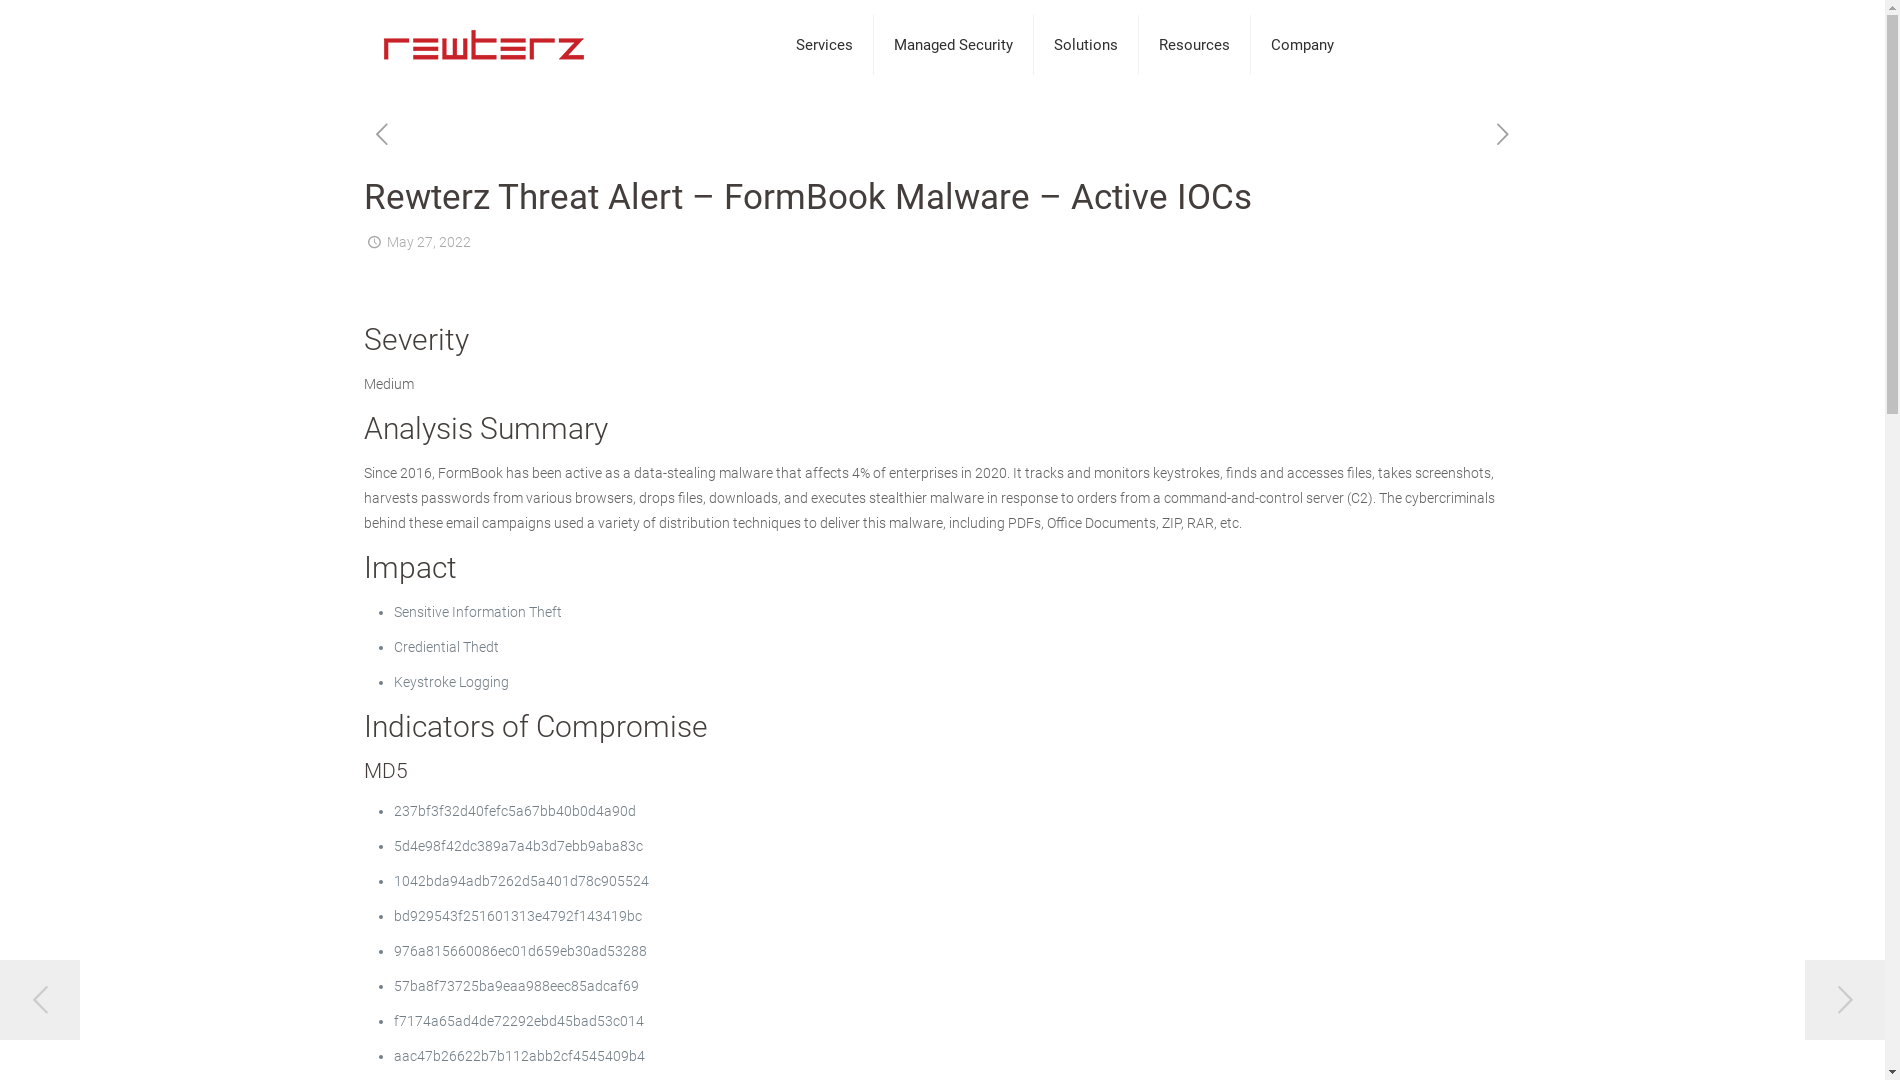 rewterz
Services
Managed Security
Solutions
Resources
Company
Rewterz Threat Alert – FormBook Malware – Active IOCs
May 27, 2022
Severity
Medium
Analysis Summary
Since 2016, FormBook has been active as a data-stealing malware that affects 4% of enterprises in 2020. It tracks and monitors keystrokes, finds and accesses files, takes screenshots,
harvests passwords from various browsers, drops files, downloads, and executes stealthier malware in response to orders from a command-and-control server (C2). The cybercriminals
behind these email campaigns used a variety of distribution techniques to deliver this malware, including PDFs, Office Documents, ZIP, RAR, etc.
Impact
Sensitive Information Theft
Crediential Thedt
Keystroke Logging
Indicators of Compromise
MD5
237bf3f32d40fefc5a67bb40b0d4a90d
5d4e98f42dc389a7a4b3d7ebb9aba83c
1042bda94adb7262d5a401d78c905524
bd929543f251601313e4792f143419bc
976a815660086ec01d659eb30ad53288
57ba8f73725ba9eaa988eec85adcaf69
f7174a65ad4de72292ebd45bad53c014
aac47b26622b7b112abb2cf4545409b4